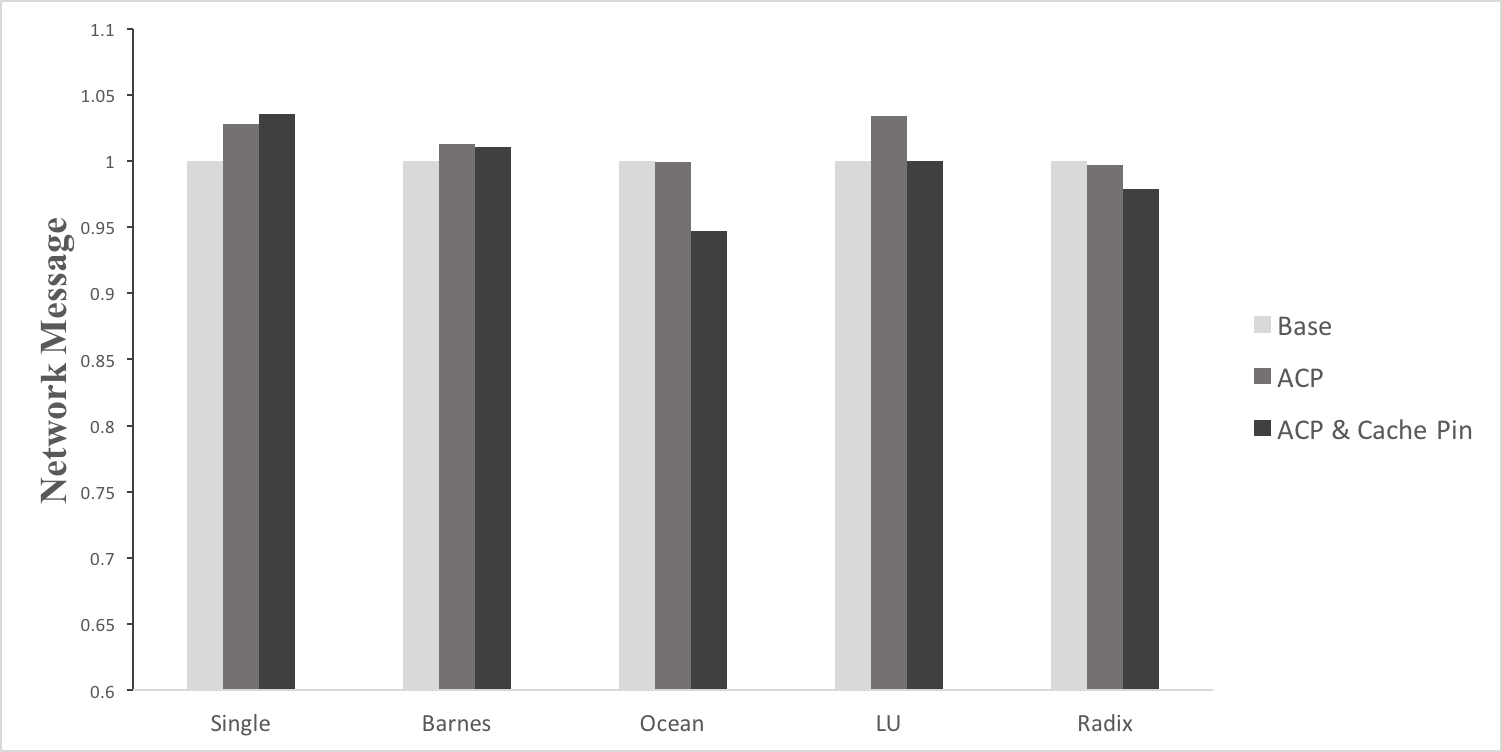 Network Message
1.1
1.05
1
0.95
0.9
0.85
0.8
0.75
0.7
0.65
0.6
Single Barnes Ocean LU Radix
Base
ACP
ACP & Cache Pin